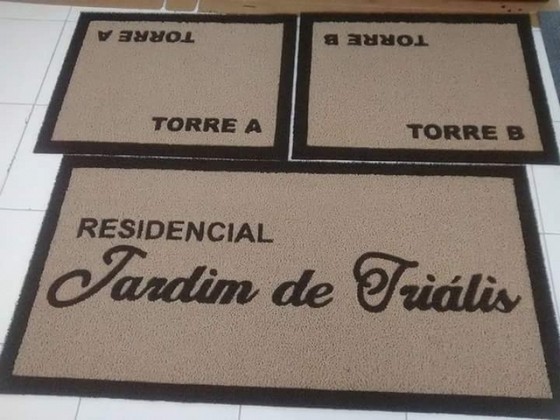 TORRE A
TORRE A
TORRE B
TORRE B
RESIDENCIAL
Jardim de Triális